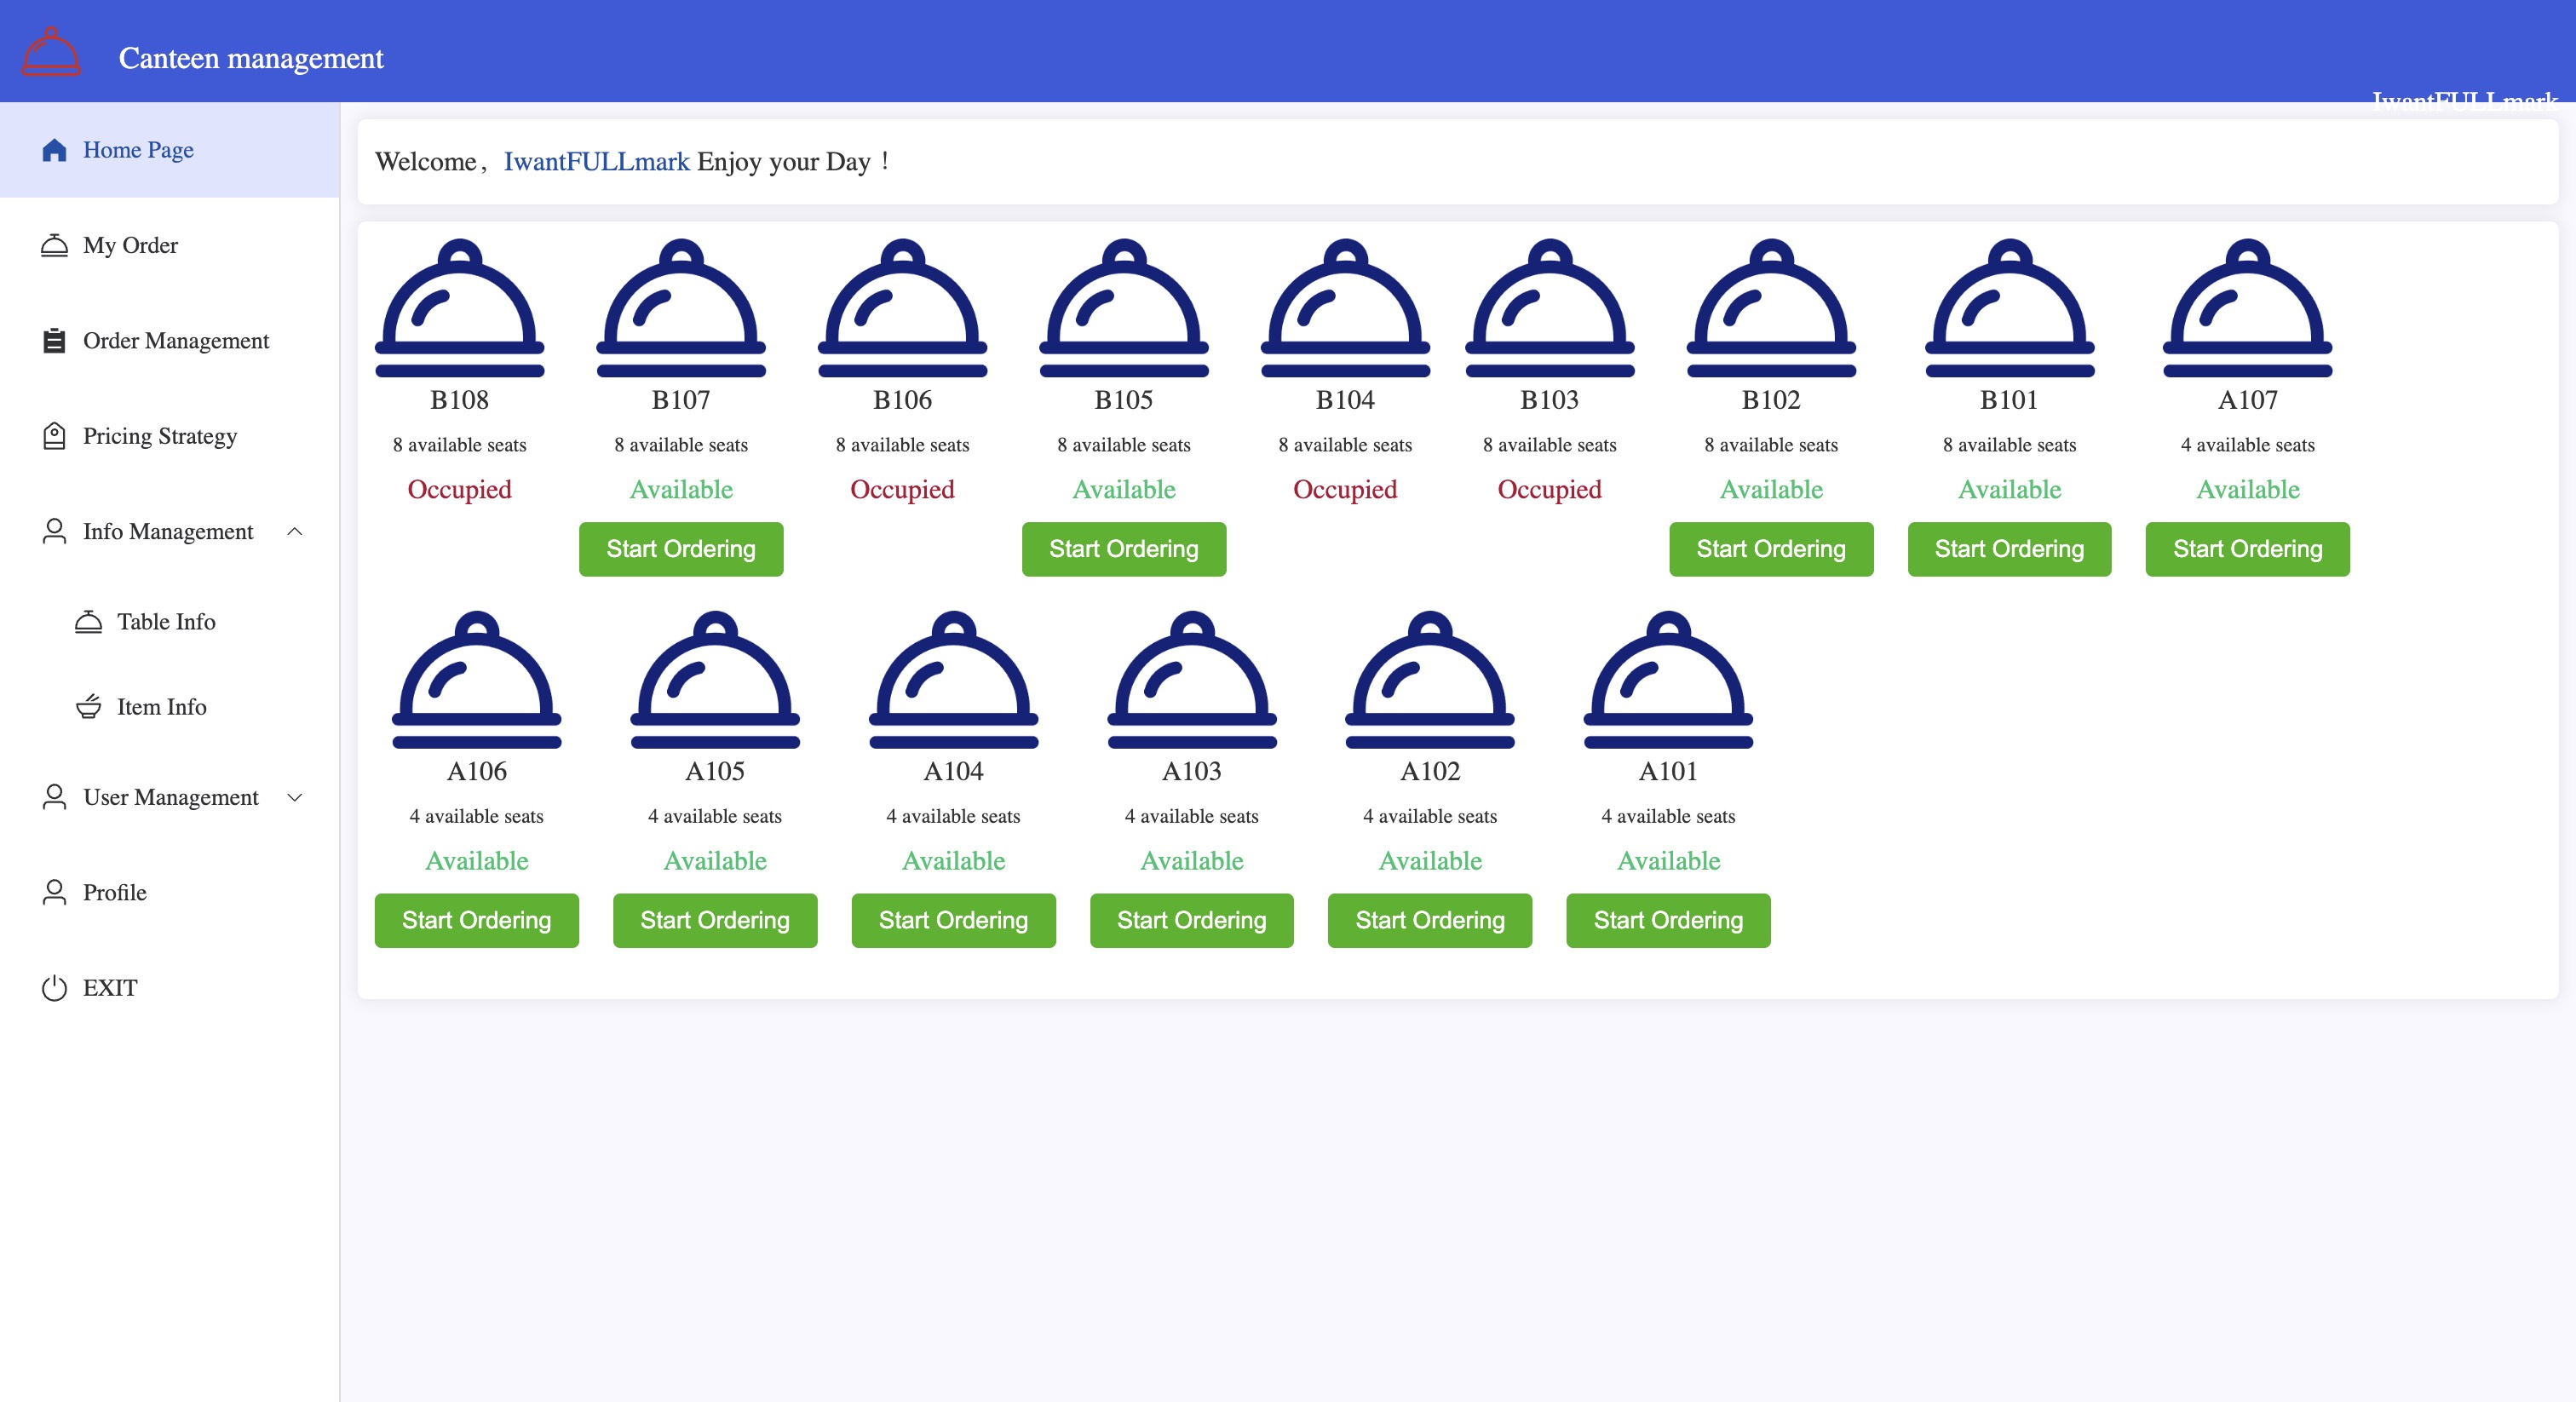 Canteen management
IwantFULLmark
Home Page
My Order
Order Management
Pricing Strategy
Info Management
Table Info
Item Info
User Management
Profile
EXIT
Welcome，IwantFULLmark Enjoy your Day！
B108 B107 B106 B105 B104 B103 B102 B101 A107
8 available seats 8 available seats 8 available seats 8 available seats 8 available seats 8 available seats 8 available seats 8 available seats 4 available seats
Occupied Available Occupied Available Occupied Occupied Available Available Available
Start Ordering Start Ordering Start Ordering Start Ordering Start Ordering
A106 A105 A104 A103 A102 A101
4 available seats 4 available seats 4 available seats 4 available seats 4 available seats 4 available seats
Available Available Available Available Available Available
Start Ordering Start Ordering Start Ordering Start Ordering Start Ordering Start Ordering